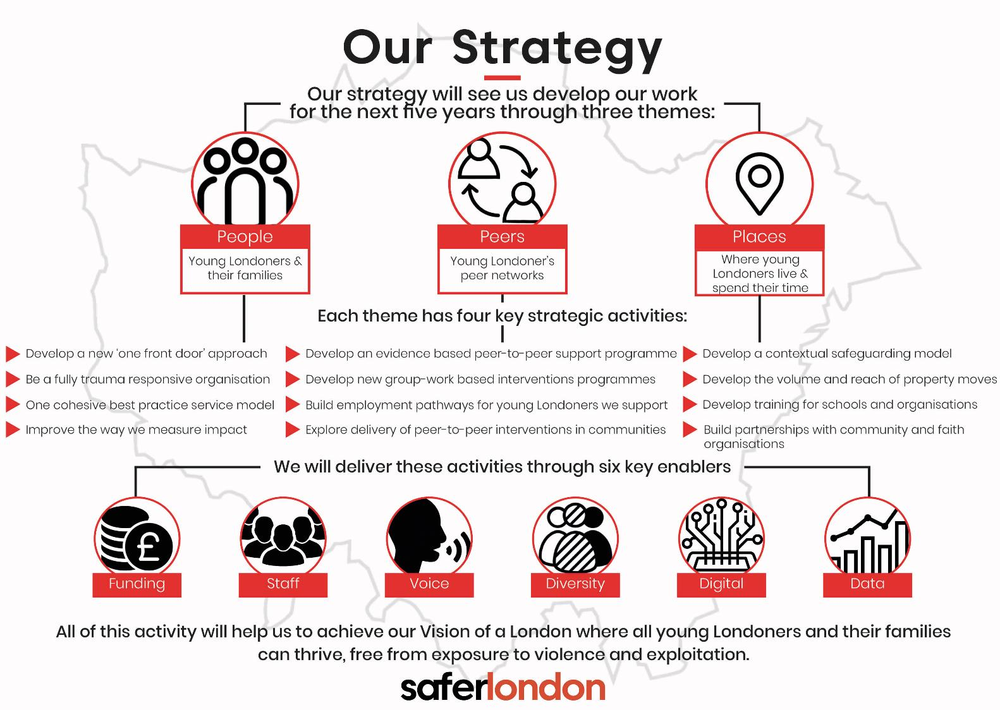 Our Strategy
Our strategy will see us develop our work
for the next five years through three themes:
People
Young Londoners &
their families
Peers
Young Londoner's
peer networks
Places
Where young
Londoners live &
spend their time
Each theme has four key strategic activities:
Develop a new 'one front door' approach
Be a fully trauma responsive organisation
One cohesive best practice service model
Improve the way we measure impact
Develop an evidence based peer-to-peer support programme
Develop new group-work based interventions programmes
Build employment pathways for young Londoners we support
Explore delivery of peer-to-peer interventions in communities
Develop a contextual safeguarding model
Develop the volume and reach of property moves
Develop training for schools and organisations
Build partnerships with community and faith
organisations
We will deliver these activities through six key enablers
£
Funding
Staff
Voice
Diversity
Digital
Data
All of this activity will help us to achieve our Vision of a London where all young Londoners and their families
can thrive, free from exposure to violence and exploitation.
saferlondon